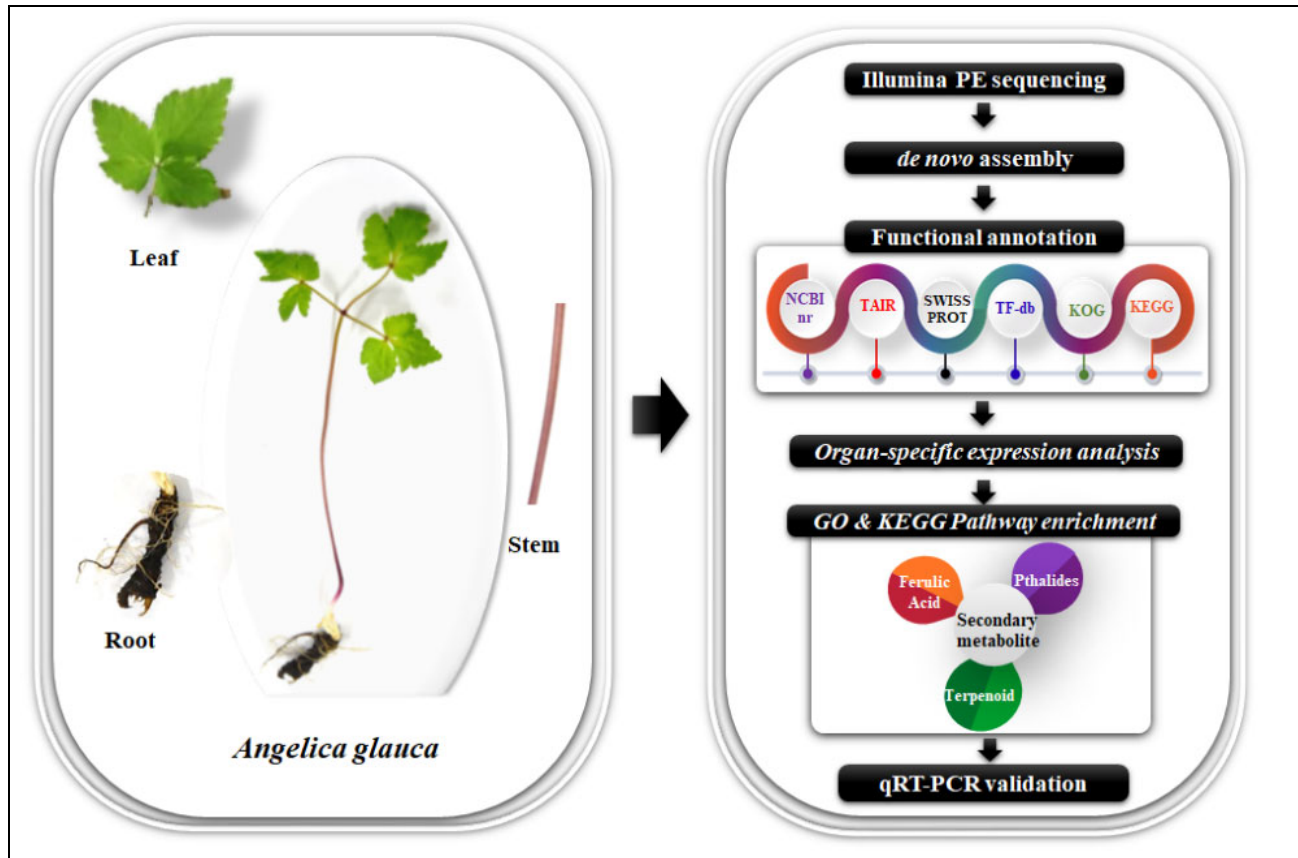 Leaf
Root
Stem
Angelica glauca
Illumina PE sequencing
de novo assembly
Functional annotation
NCBI
nr
TAIR
SWISS
PROT
TF-db
KOG
KEGG
Organ-specific expression analysis
GO & KEGG Pathway enrichment
Ferulic
Acid
Pthalides
Secondary
metabolite
Terpenoid
qRT-PCR validation